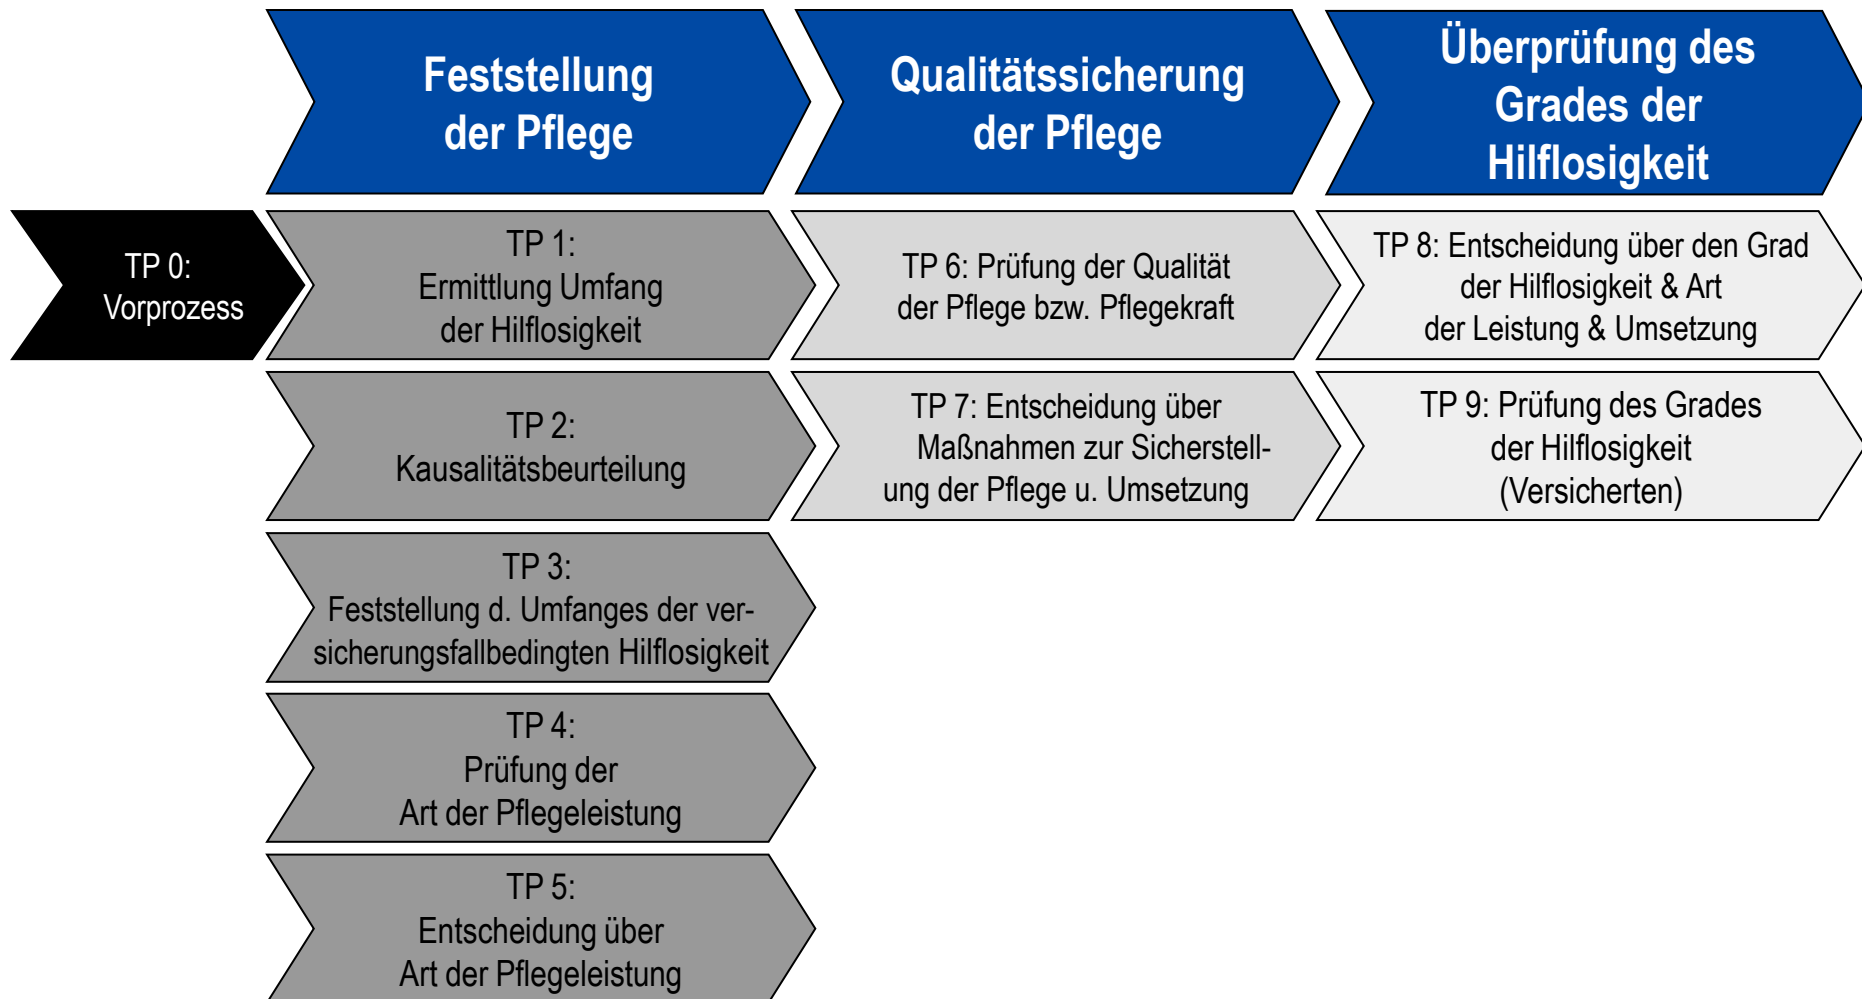 Feststellung
der Pflege
Qualitätssicherung
der Pflege
Überprüfung des
Grades der
Hilflosigkeit
TP 0:
Vorprozess
TP 1:
Ermittlung Umfang
der Hilflosigkeit
TP 6: Prüfung der Qualität
der Pflege bzw. Pflegekraft
TP 8: Entscheidung über den Grad
der Hilflosigkeit & Art
der Leistung & Umsetzung
TP 2:
Kausalitätsbeurteilung
TP 7: Entscheidung über
Maßnahmen zur Sicherstell-
ung der Pflege u. Umsetzung
TP 9: Prüfung des Grades
der Hilflosigkeit
(Versicherten)
TP 3:
Feststellung d. Umfanges der ver-
sicherungsfallbedingten Hilflosigkeit
TP 4:
Prüfung der
Art der Pflegeleistung
TP 5:
Entscheidung über
Art der Pflegeleistung